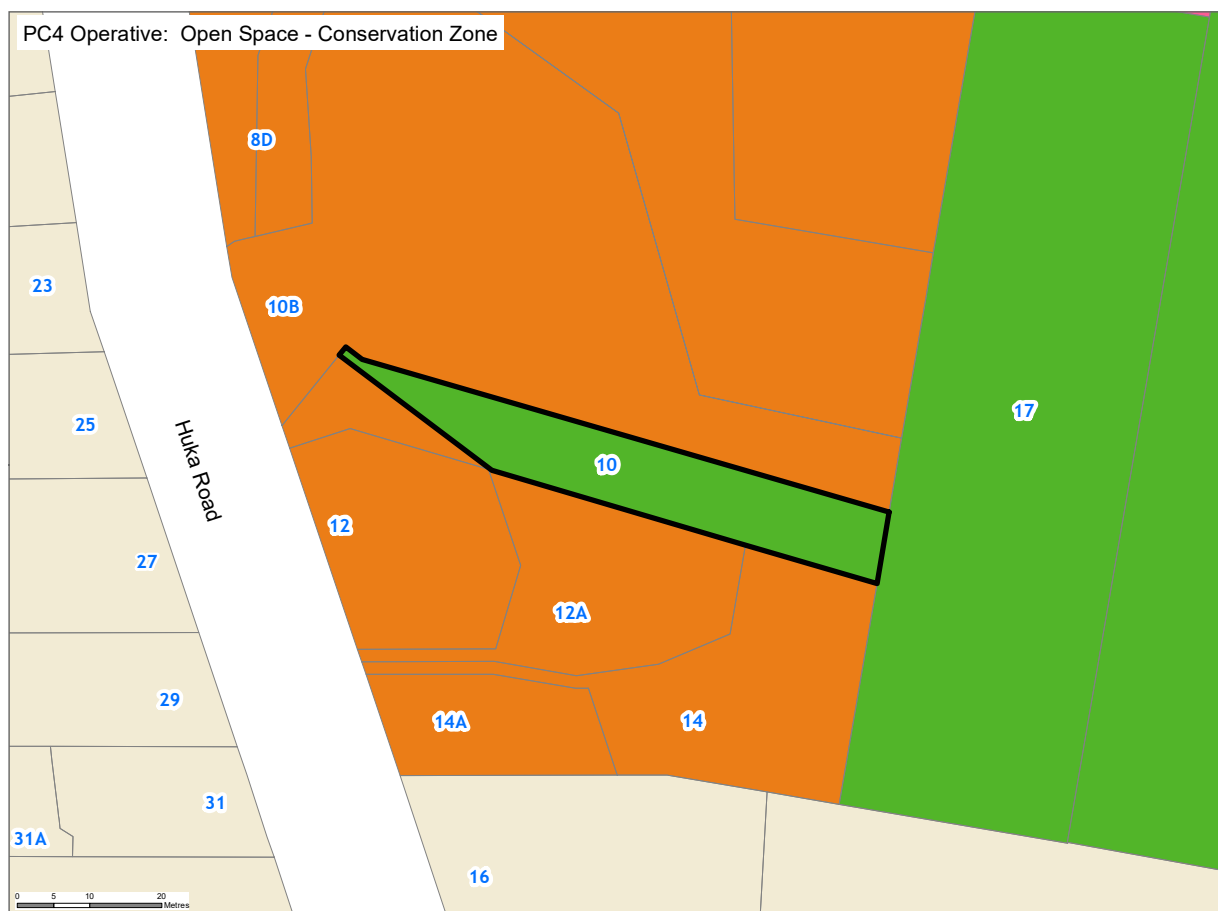 PC4 Operative:  Open Space - Conservation Zone
8D
23
10B
17
25
10
Huka Road
12
27
12A
29
14A
14
31
31A
16
0 5 10 20
Metres